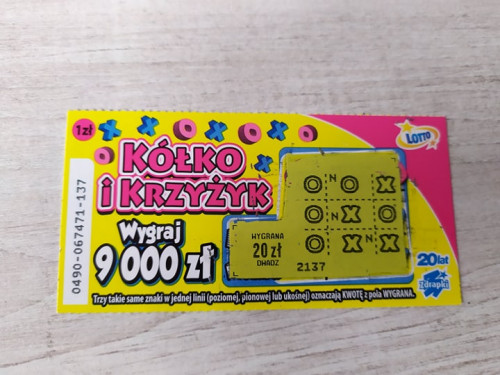 1zł
LOTTO
KÓŁKO
I KRZYŻYK
Wygraj
9 000 zł
0490-067471-137
O N O X
O N X O
O X N X
WYGRANA
20 zł
DWADZ
2137
20 lat
Zdrapki
Trzy takie same znaki w jednej linii (poziomej, pionowej lub ukośnej) oznaczają KWOTĘ z pola WYGRANA.